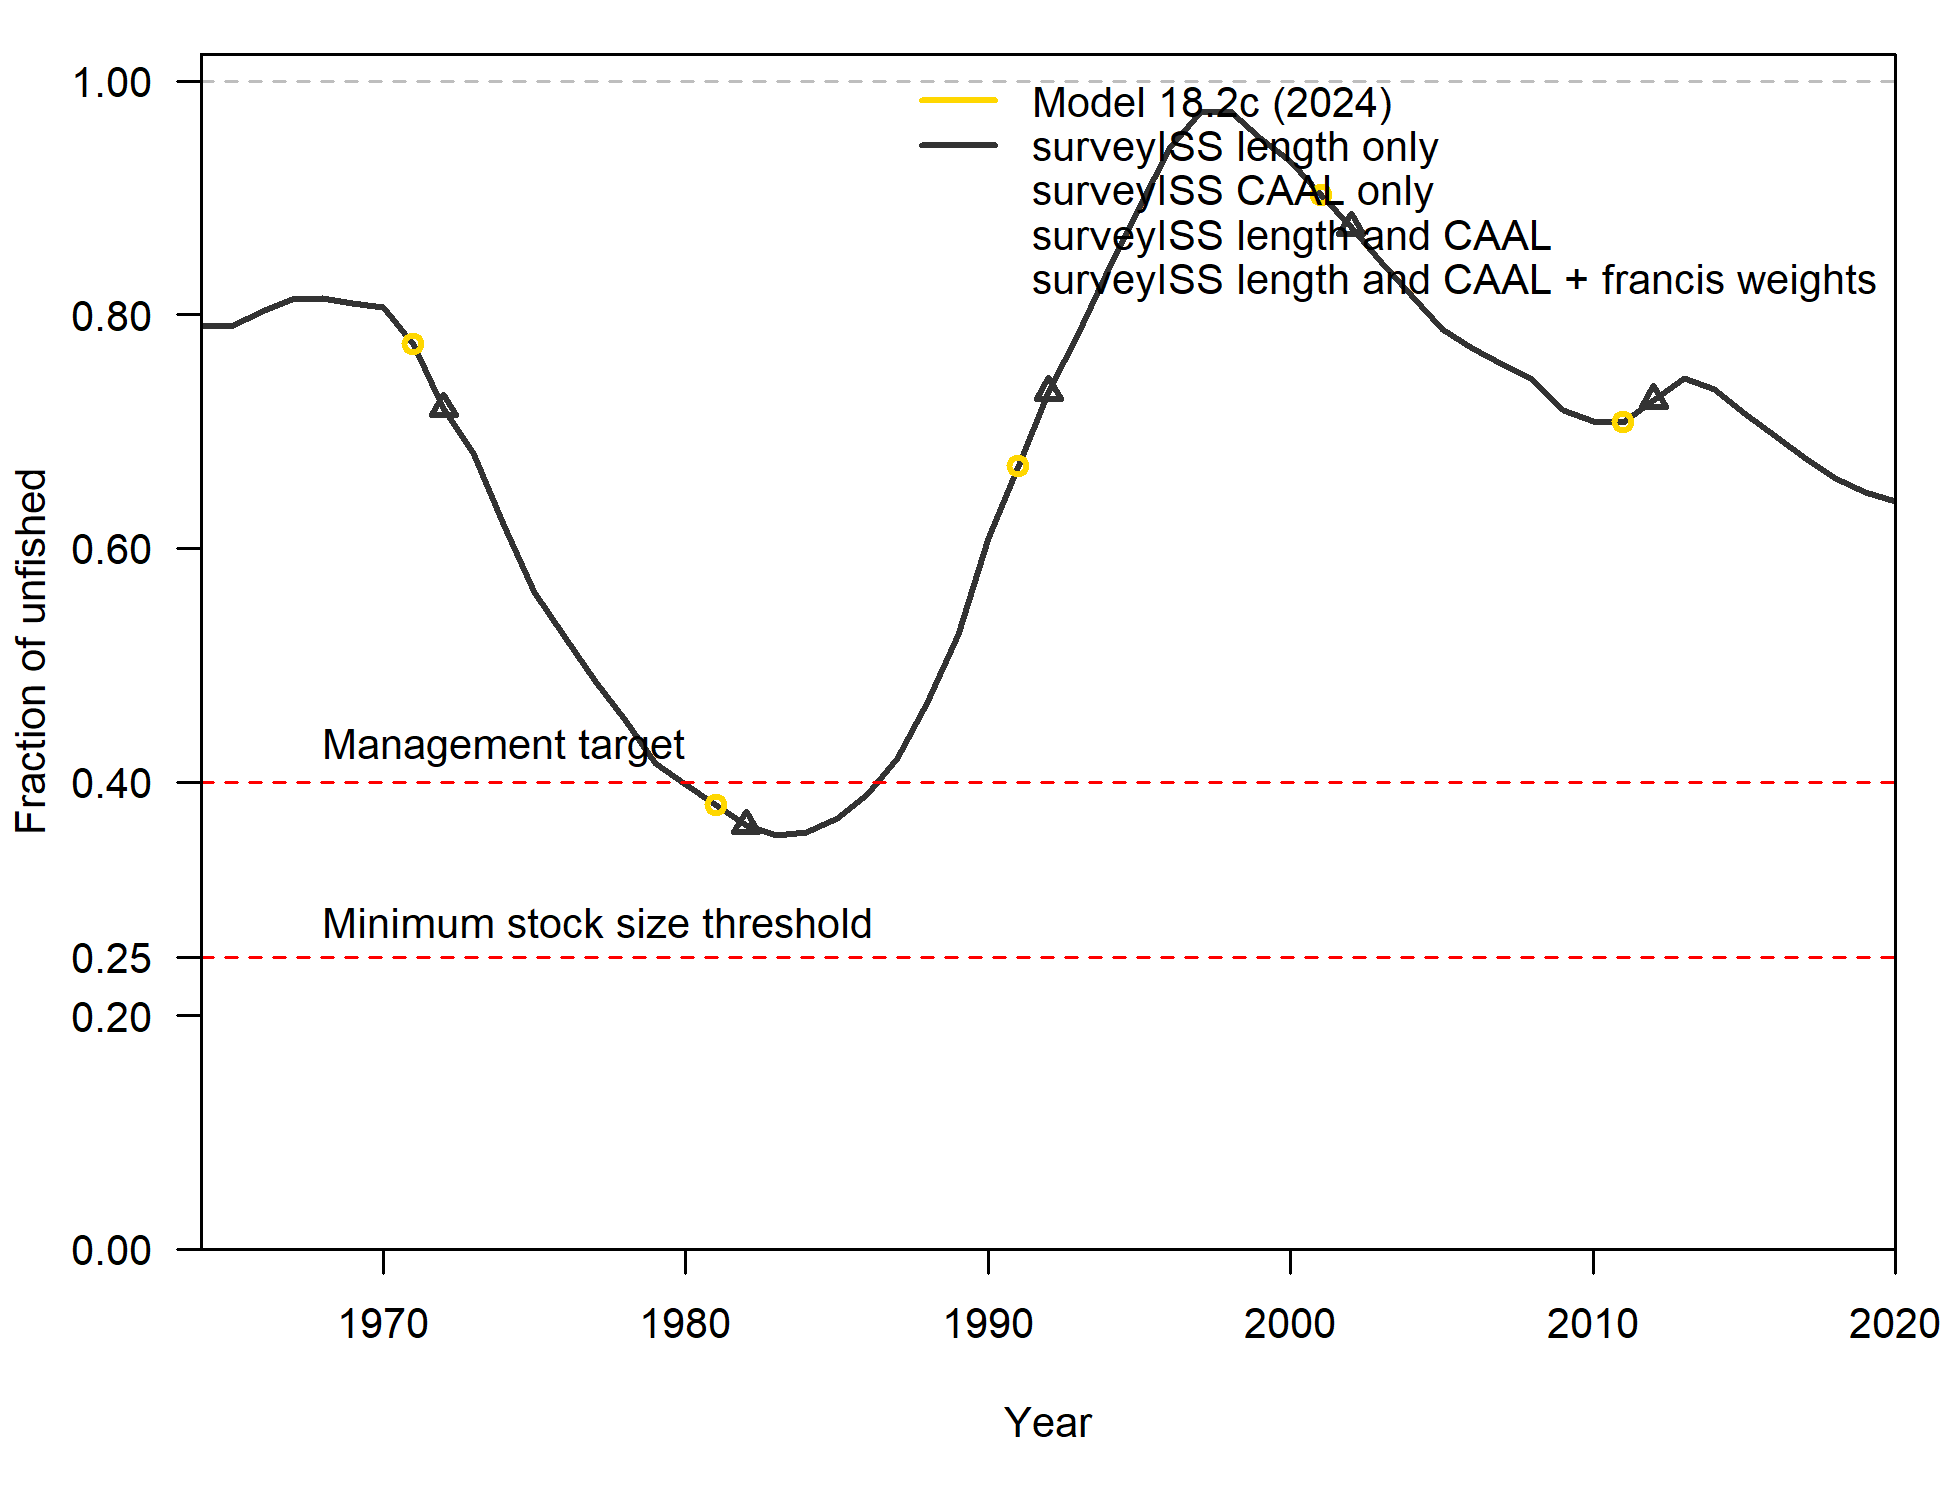 1.00
Model 18.2c (2024)
surveyISS length only
surveyISS CAAL only
surveyISS length and CAAL
surveyISS length and CAAL + francis weights
0.80
0.60
Fraction of unfished
Management target
0.40
Minimum stock size threshold
0.25
0.20
0.00
1970 1980 1990 2000 2010 2020
Year